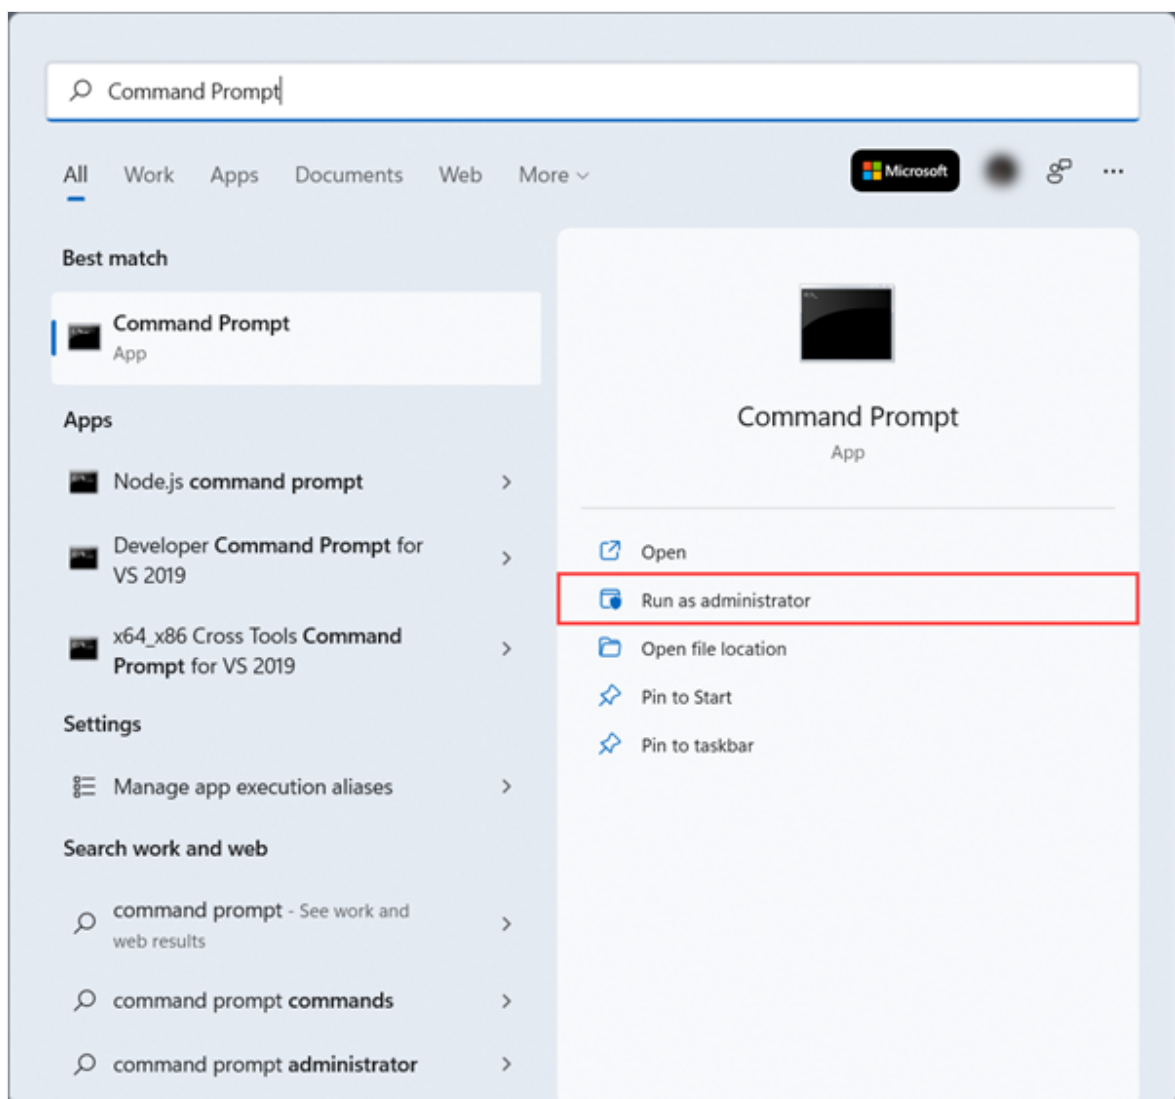 Command Prompt
All Work Apps Documents Web More
Microsoft
Best match
Command Prompt
App
Apps
Node.js command prompt
Developer Command Prompt for
VS 2019
x64_x86 Cross Tools Command
Prompt for VS 2019
Settings
Manage app execution aliases
Search work and web
command prompt - See work and
web results
command prompt commands
command prompt administrator
Command Prompt
App
Open
Run as administrator
Open file location
Pin to Start
Pin to taskbar